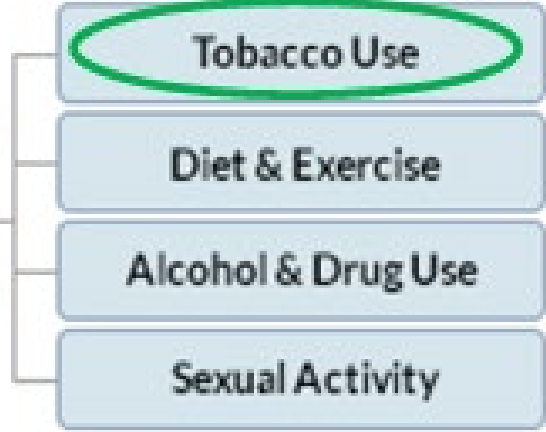 Tobacco Use
Diet & Exercise
Alcohol & Drug Use
Sexual Activity